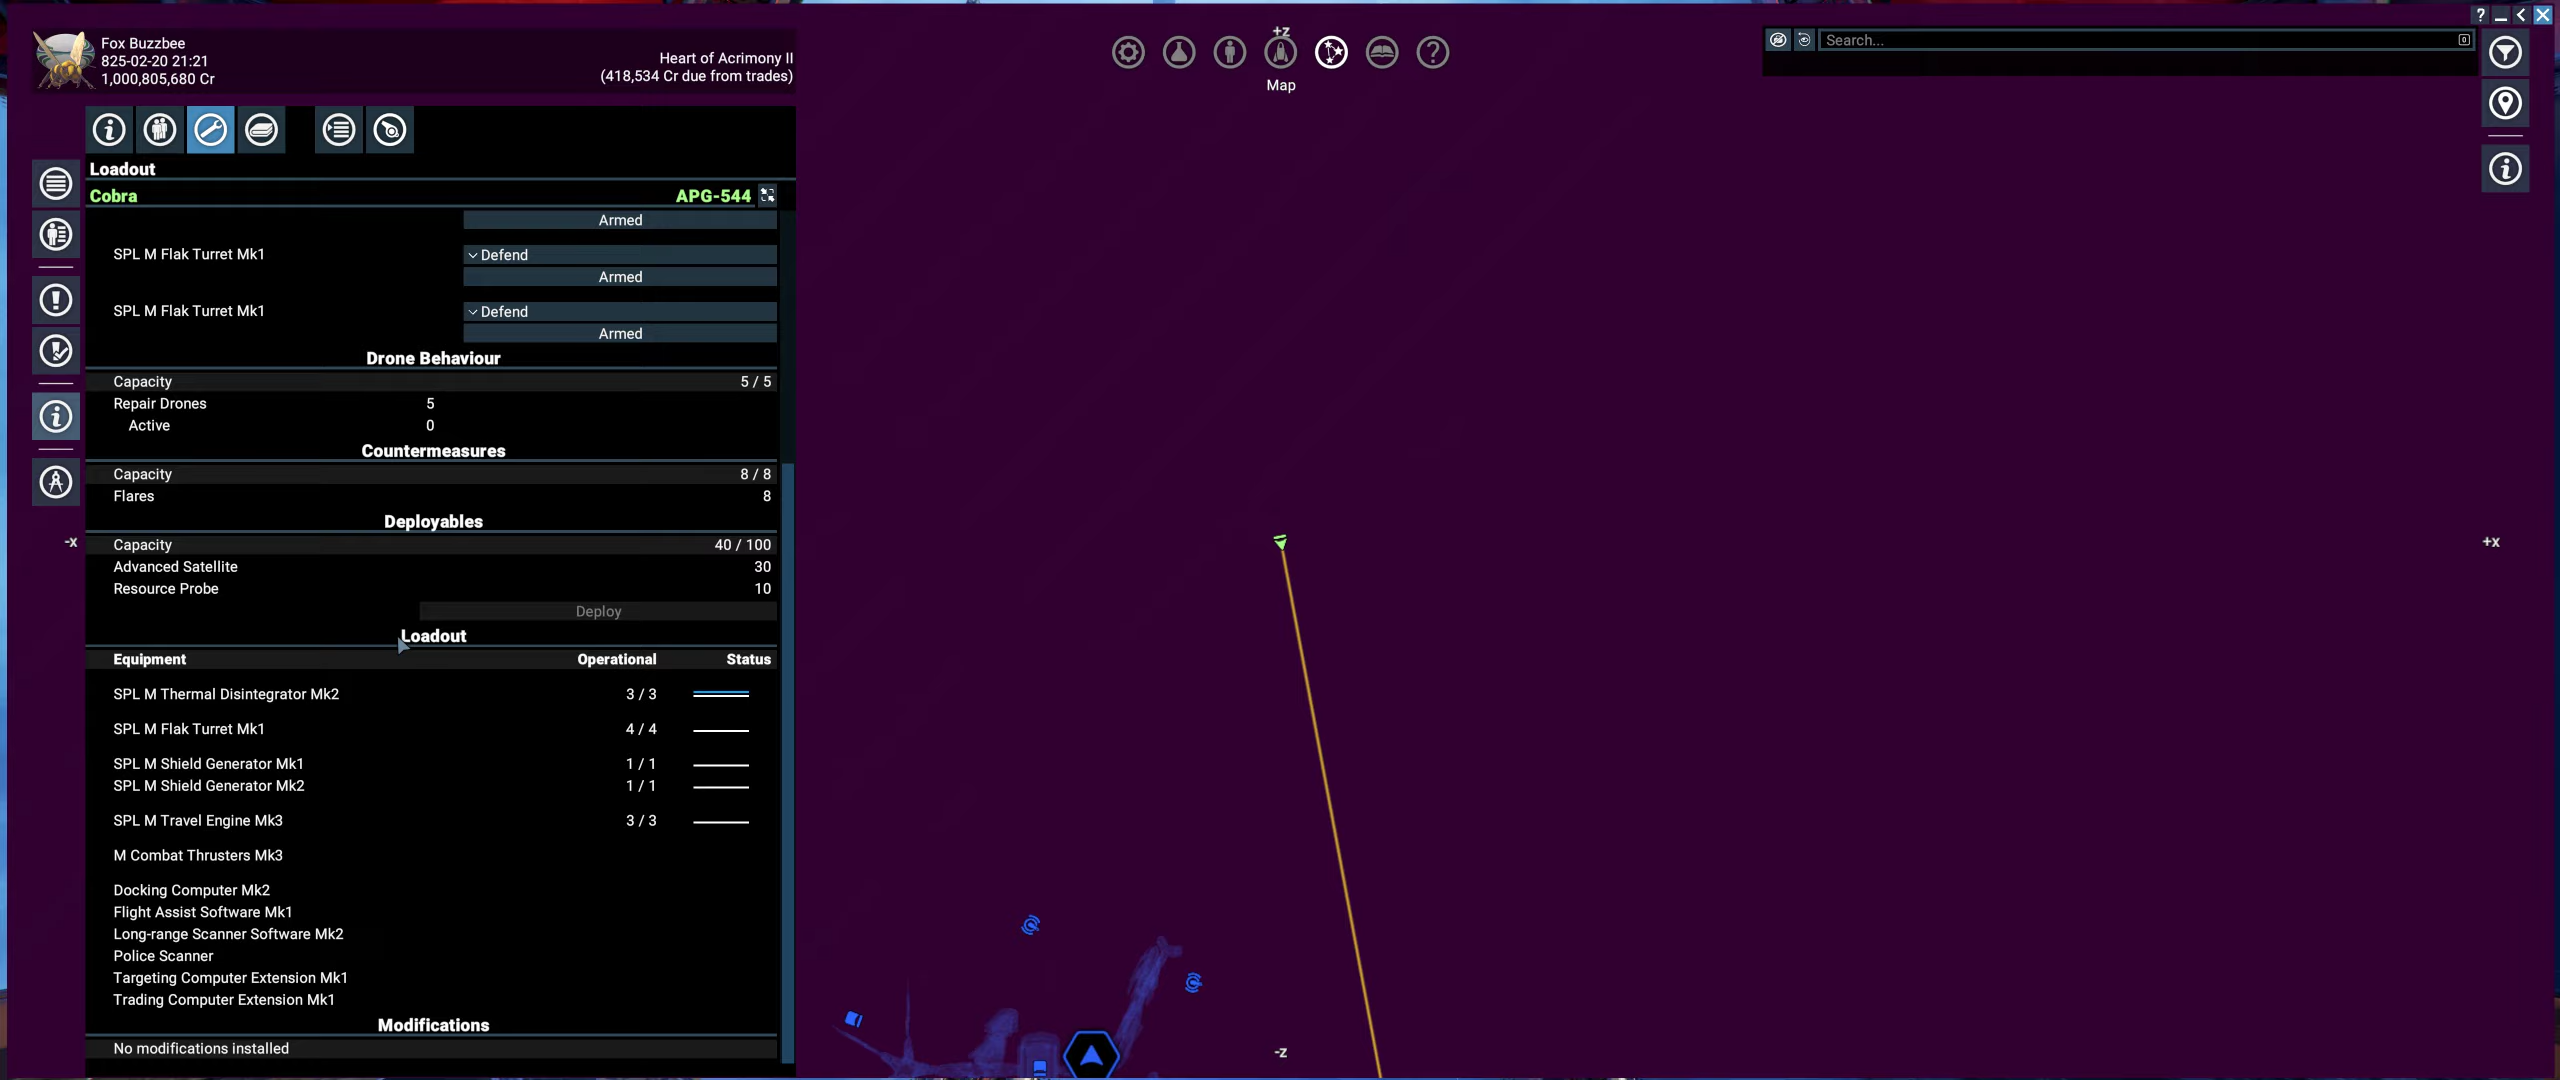 Fox Buzzbee
825-02-20 21:21
1,000,805,680 Cr
Heart of Acrimony II
(418,534 Cr due from trades)
+Z
Map
Search...
Loadout
Cobra APG-544
Armed
SPL M Flak Turret Mk1 Defend
Armed
SPL M Flak Turret Mk1 Defend
Armed
Drone Behaviour
Capacity 5 / 5
Repair Drones 5
Active 0
Countermeasures
Capacity 8 / 8
Flares 8
Deployables
-X
+X
Capacity 40 / 100
Advanced Satellite 30
Resource Probe 10
Deploy
Loadout
Equipment Operational Status
SPL M Thermal Disintegrator Mk2 3 / 3
SPL M Flak Turret Mk1 4 / 4
SPL M Shield Generator Mk1 1 / 1
SPL M Shield Generator Mk2 1 / 1
SPL M Travel Engine Mk3 3 / 3
M Combat Thrusters Mk3
Docking Computer Mk2
Flight Assist Software Mk1
Long-range Scanner Software Mk2
Police Scanner
Targeting Computer Extension Mk1
Trading Computer Extension Mk1
Modifications
No modifications installed
-Z